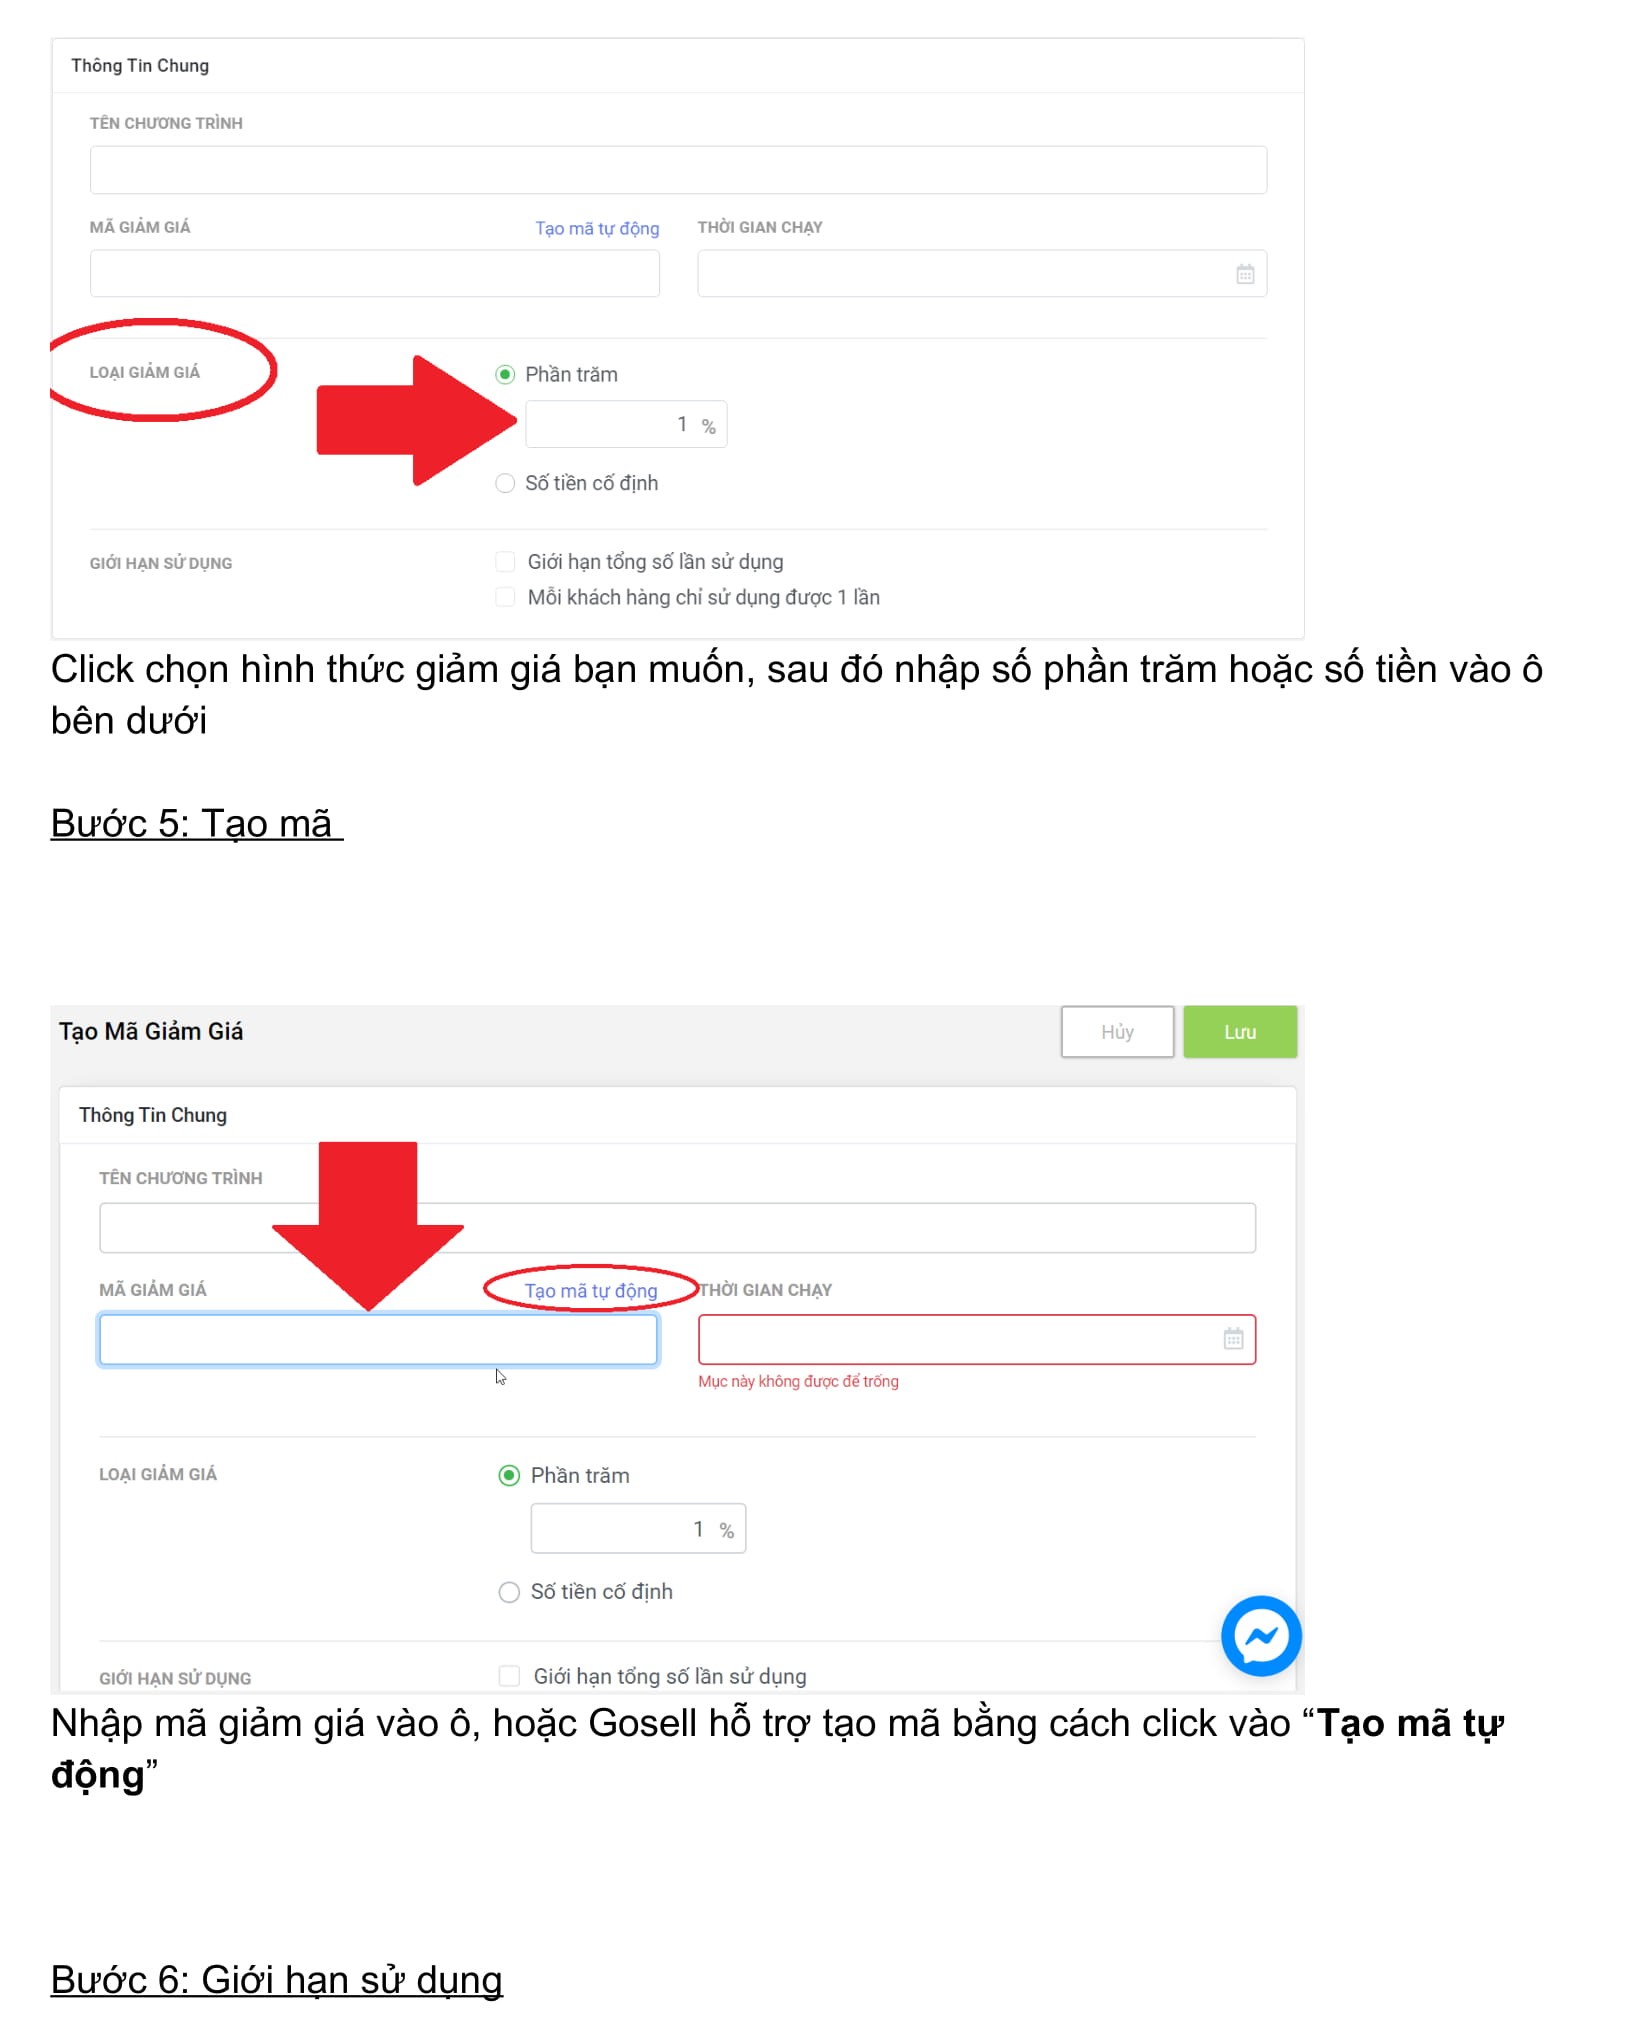 Thông Tin Chung
TÊN CHƯƠNG TRÌNH
MÃ GIẢM GIÁ Tạo mã tự động THỜI GIAN CHẠY
LOẠI GIẢM GIÁ Phần trăm
1 %
Số tiền cố định
GIỚI HẠN SỬ DỤNG Giới hạn tổng số lần sử dụng
Mỗi khách hàng chỉ sử dụng được 1 lần
Click chọn hình thức giảm giá bạn muốn, sau đó nhập số phần trăm hoặc số tiền vào ô
bên dưới
Bước 5: Tạo mã
Tạo Mã Giảm Giá Hủy Lưu
Thông Tin Chung
TÊN CHƯƠNG TRÌNH
MÃ GIẢM GIÁ Tạo mã tự động THỜI GIAN CHẠY
Mục này không được để trống
LOẠI GIẢM GIÁ Phần trăm
1 %
Số tiền cố định
GIỚI HẠN SỬ DỤNG Giới hạn tổng số lần sử dụng
Nhập mã giảm giá vào ô, hoặc Gosell hỗ trợ tạo mã bằng cách click vào “Tạo mã tự
động”
Bước 6: Giới hạn sử dụng